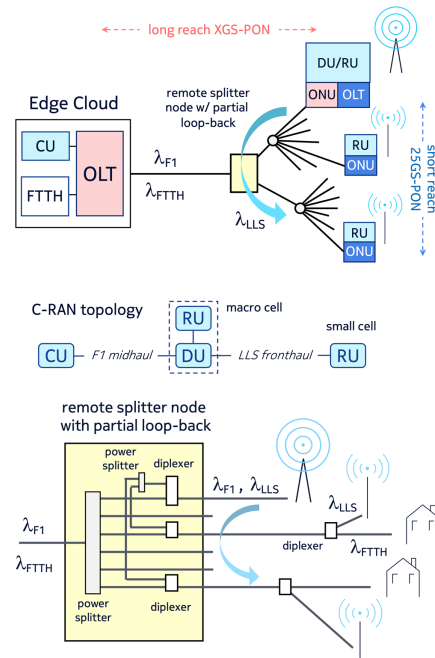 long reach XGS-PON
DU/RU
ONU OLT
remote splitter
node w/ partial
loop-back
Edge Cloud
CU
OLT
FTTH
λF1
λFTTH
λLLS
RU
ONU
RU
ONU
short reach
25GS-PON
C-RAN topology
macro cell
RU
small cell
CU F1 midhaul DU LLS fronthaul RU
remote splitter node
with partial loop-back
power
splitter
diplexer
λF1 , λLLS
λLLS
λF1
λFTTH
diplexer
λFTTH
power
splitter
diplexer